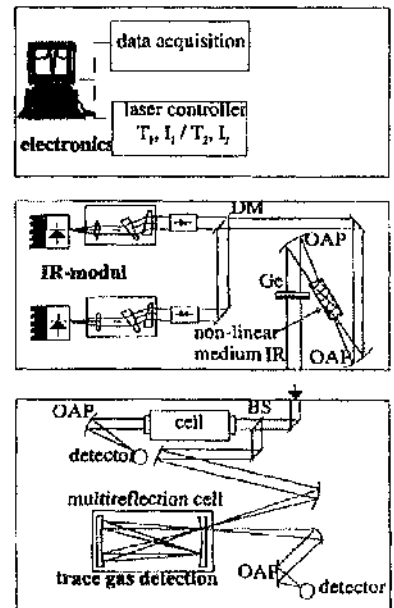 data acquisition
laser controller
T₁, I₁ / T₂, I₂
electronics
DM
OAP
IR-modul
Ge
non-linear
medium IR
OAP
OAP
cell
BS
detector
multireflection cell
trace gas detection
OAP
detector